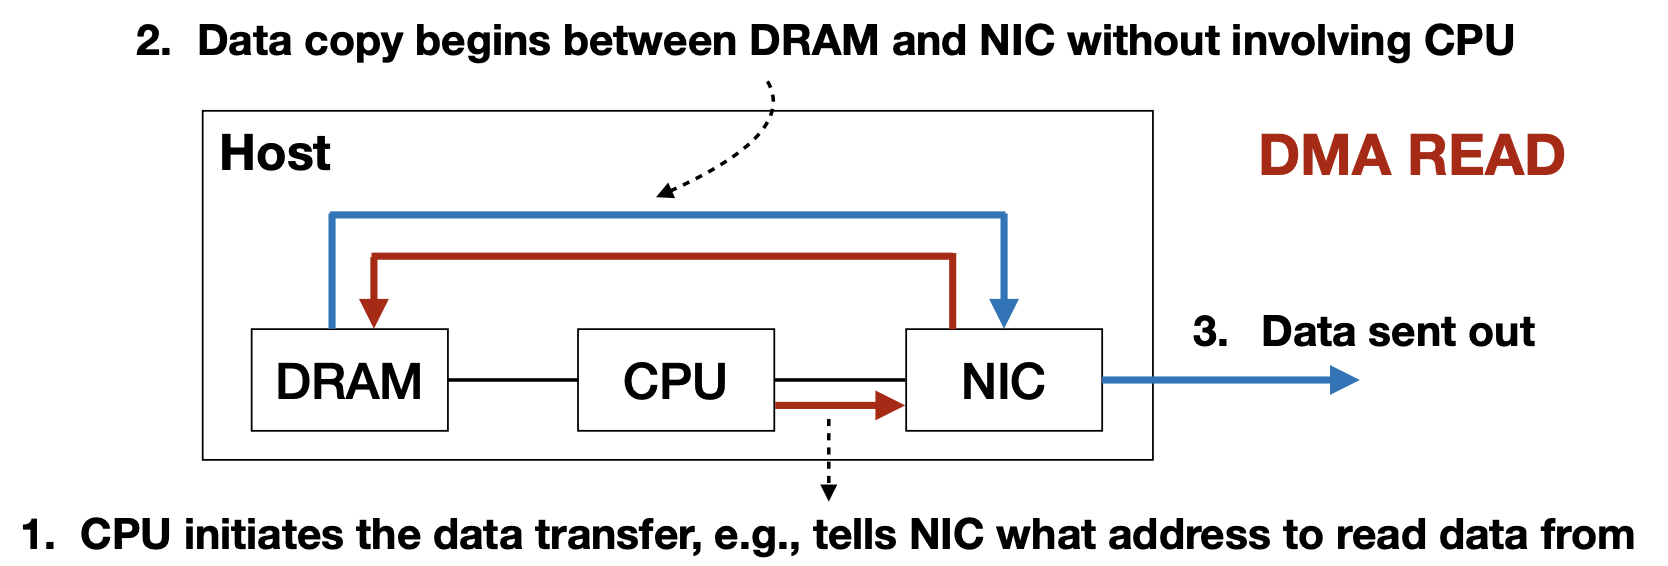 2. Data copy begins between DRAM and NIC without involving CPU
Host
DMA READ
3. Data sent out
DRAM
CPU
NIC
1. CPU initiates the data transfer, e.g., tells NIC what address to read data from